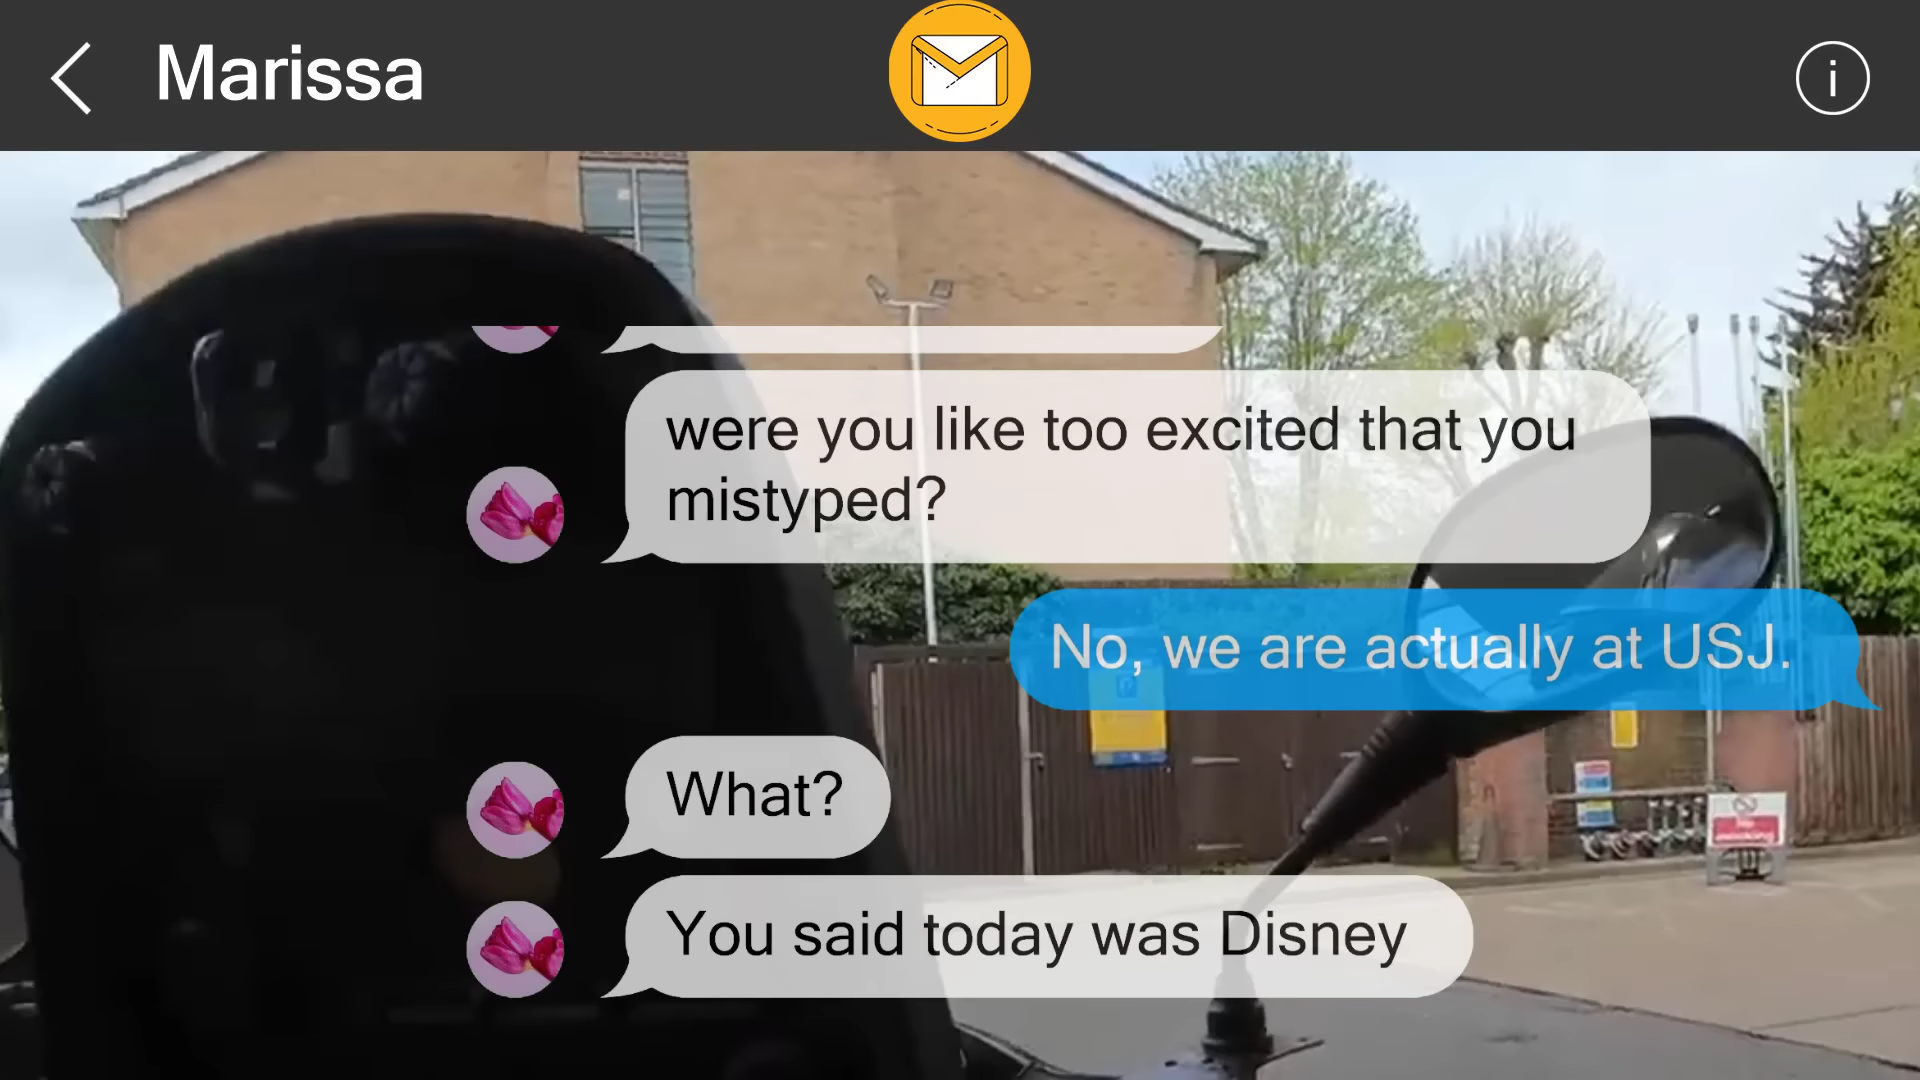 Marissa
i
were you like too excited that you
mistyped?
No, we are actually at USJ.
What?
You said today was Disney